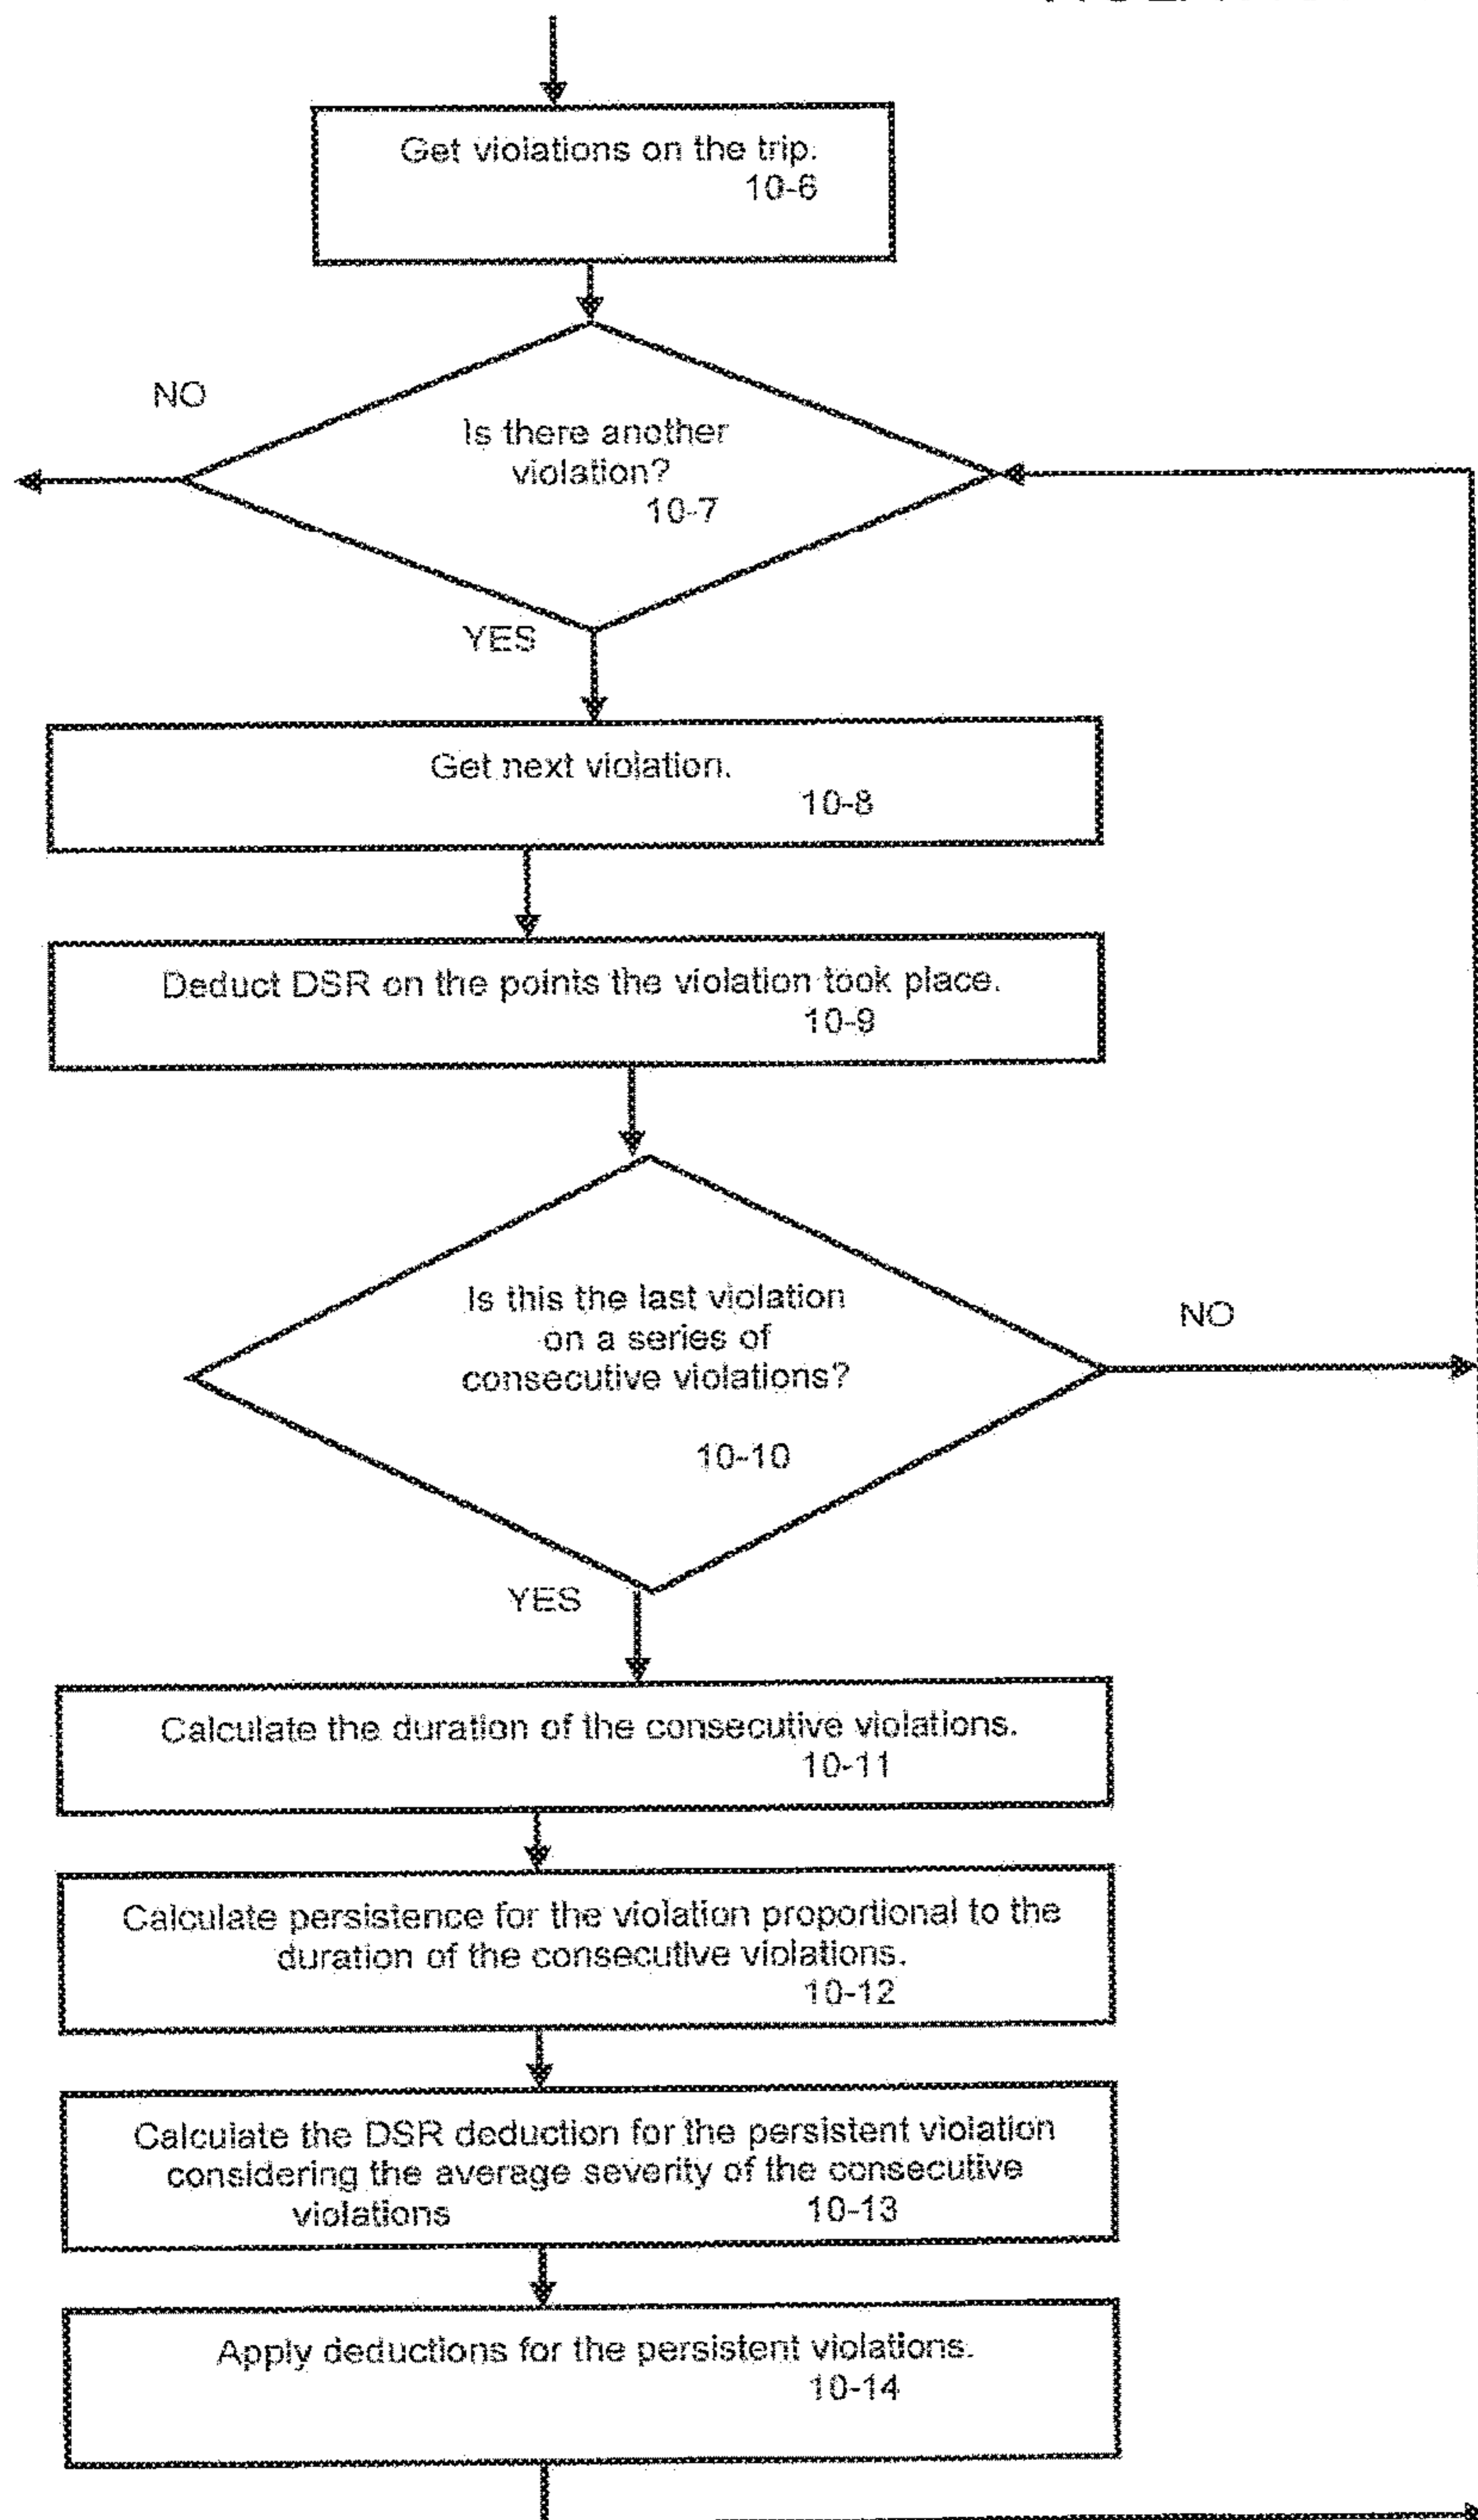 Get violations on the trip.
10-6
NO
Is there another
violation?
10-7
YES
Get next violation.
10-8
Deduct DSR on the points the violation took place.
10-9
Is this the last violation
on a series of
consecutive violations?
NO
10-10
YES
Calculate the duration of the consecutive violations.
10-11
Calculate persistence for the violation proportional to the
duration of the consecutive violations.
10-12
Calculate the DSR deduction for the persistent violation
considering the average severity of the consecutive
violations 10-13
Apply deductions for the persistent violations.
10-14